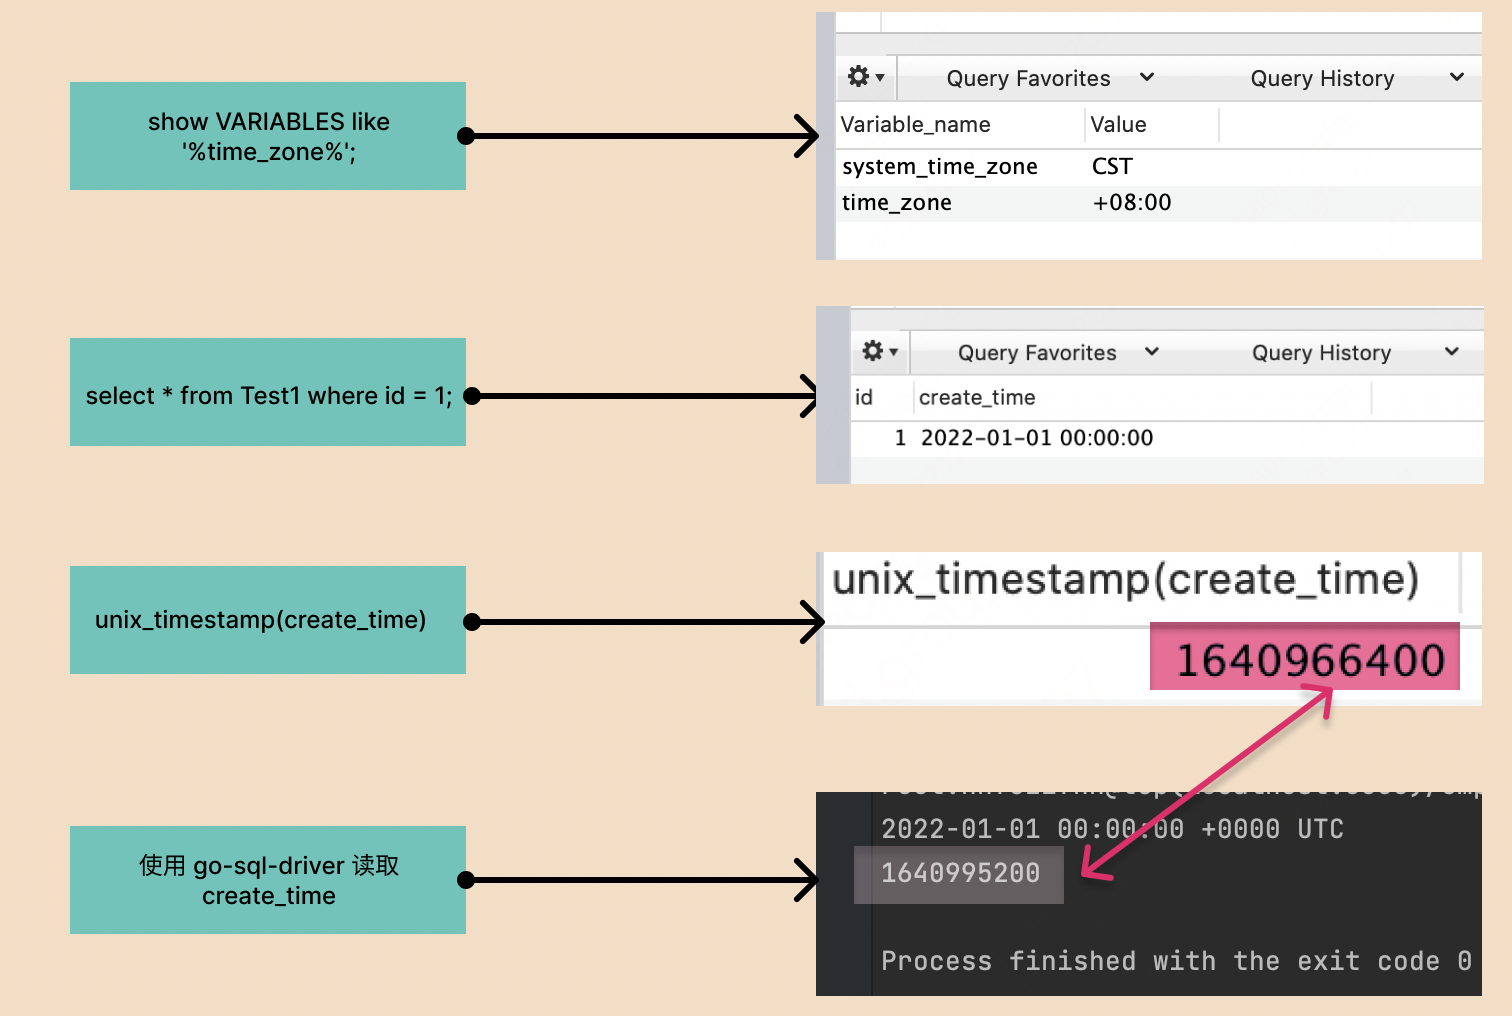 show VARIABLES like
'%time_zone%';
Query Favorites
Query History
Variable_name
Value
system_time_zone
CST
time_zone
+08:00
select * from Test1 where id = 1;
Query Favorites
Query History
id
create_time
1
2022-01-01 00:00:00
unix_timestamp(create_time)
unix_timestamp(create_time)
1640966400
使用 go-sql-driver 读取
create_time
2022-01-01 00:00:00 +0000 UTC
1640995200
Process finished with the exit code 0